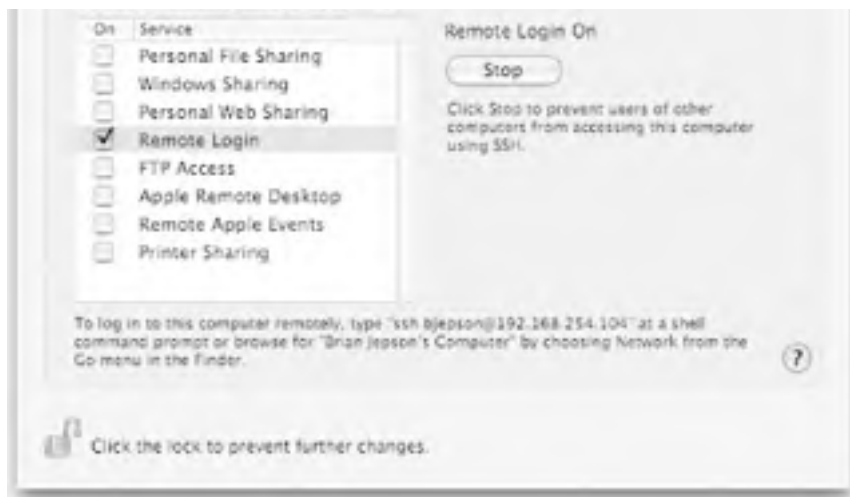 On Service
Personal File Sharing
Windows Sharing
Personal Web Sharing
Remote Login
FTP Access
Apple Remote Desktop
Remote Apple Events
Printer Sharing
Remote Login On
Stop
Click Stop to prevent users of other
computers from accessing this computer
using SSH.
To log in to this computer remotely, type "ssh bjepson@192.168.254.104" at a shell
command prompt or browse for "Brian Jepson's Computer" by choosing Network from the
Go menu in the Finder.
?
Click the lock to prevent further changes.